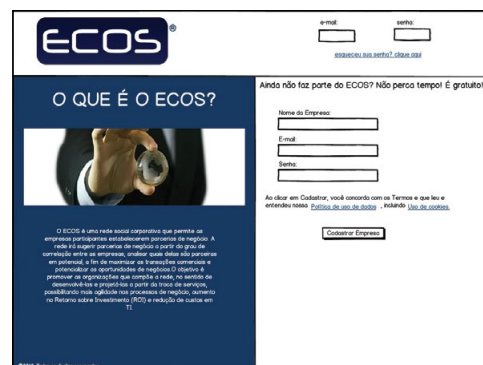 ECOS®
e-mail: senha:
esqueceu sua senha? clique aqui
O QUE É O ECOS?
O ECOS é uma rede social corporativa que permite as
empresas participantes estabelecerem parcerias de negócio. A
rede irá sugerir parcerias de negócio a partir do grau de
correlação entre as empresas, analisar quais delas são parceiras
em potencial, a fim de maximizar as transações comerciais e
potencializar as oportunidades de negócios.O objetivo é
promover as organizações que compõe a rede, no sentido de
desenvolvê-las e projetá-las a partir da troca de serviços,
possibilitando mais agilidade nos processos de negócio, aumento
no Retorno sobre Investimento (ROI) e redução de custos em
TI.
Ainda não faz parte do ECOS? Não perca tempo! É gratuito!
Nome da Empresa:
E-mail:
Senha:
Ao clicar em Cadastrar, você concorda com os Termos e que leu e
entendeu nossa Política de uso de dados , incluindo Uso de cookies.
Cadastrar Empresa